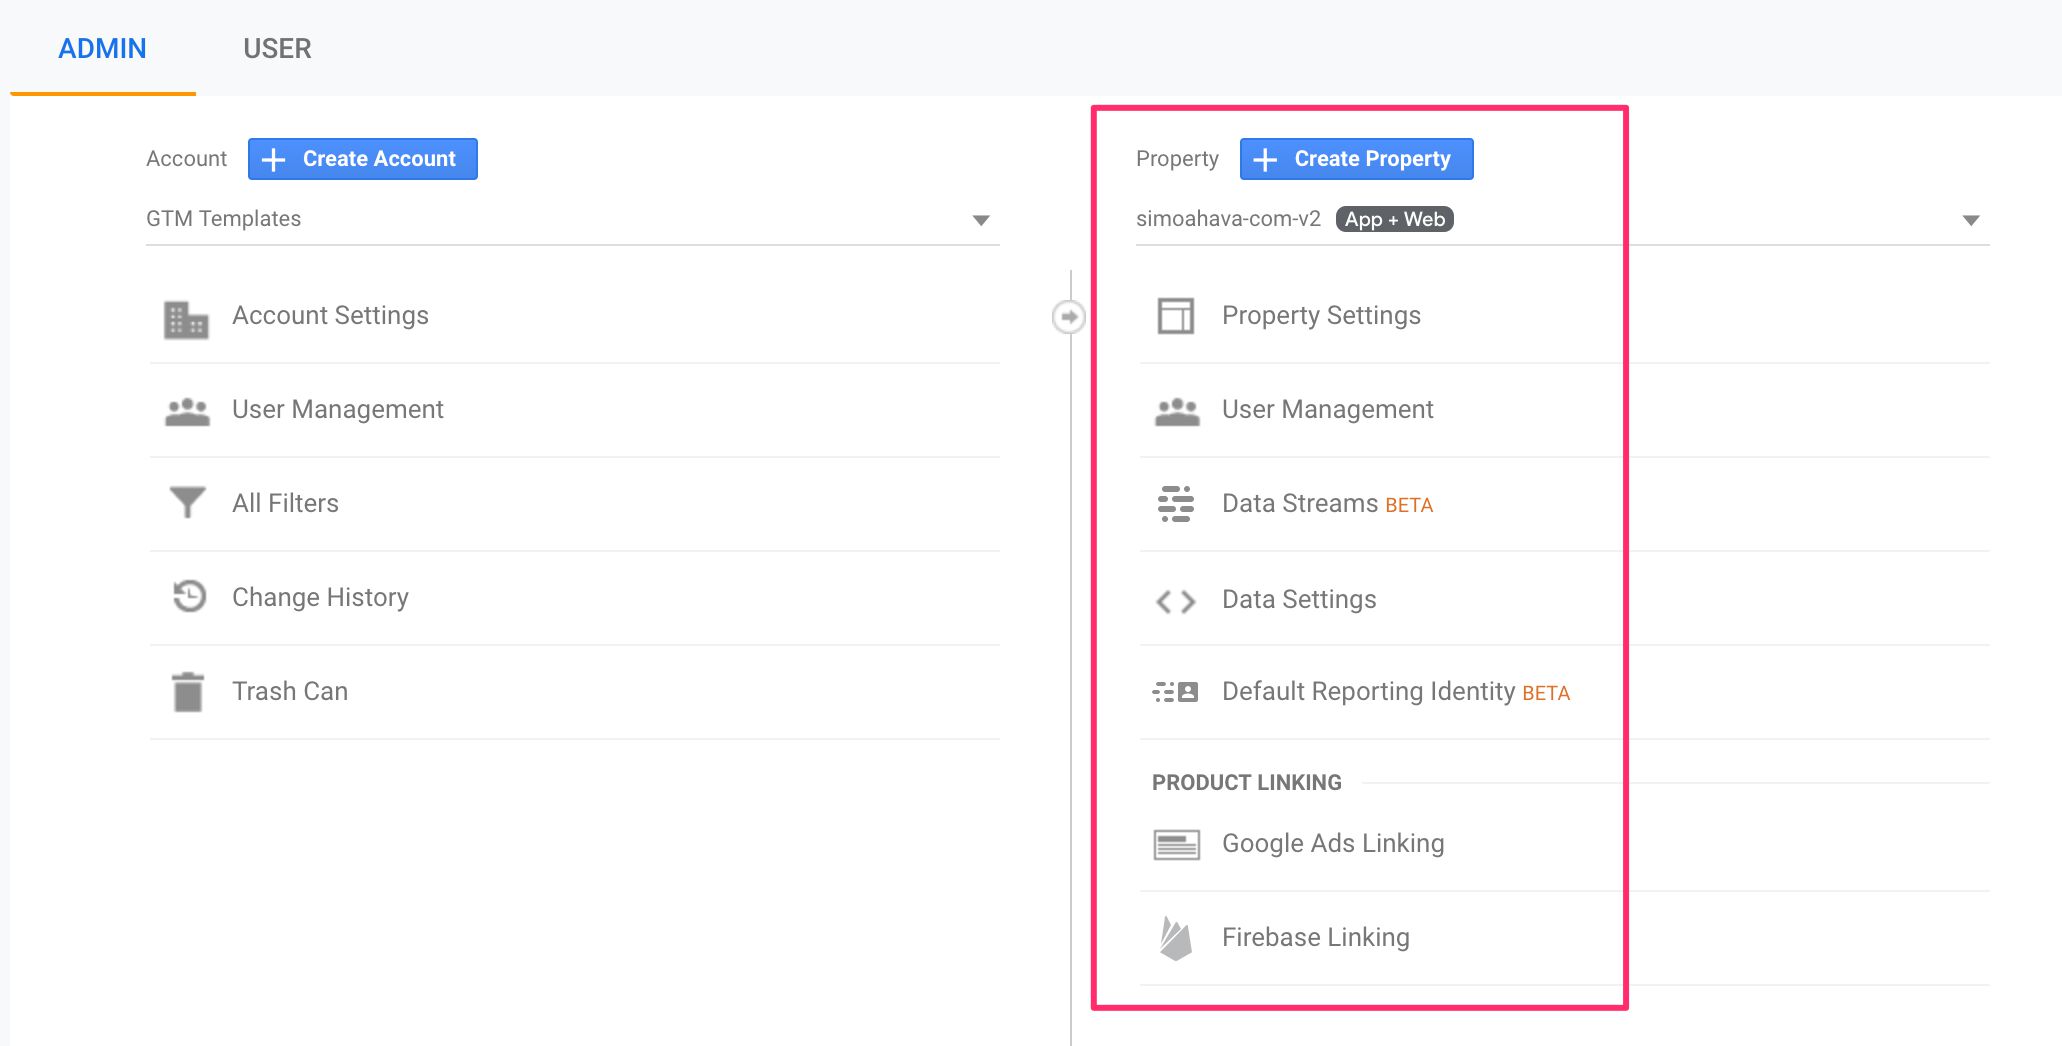 ADMIN USER
Account Create Account
GTM Templates
Account Settings
User Management
All Filters
Change History
Trash Can
Property Create Property
simoahava-com-v2 App + Web
Property Settings
User Management
Data Streams BETA
Data Settings
Default Reporting Identity BETA
PRODUCT LINKING
Google Ads Linking
Firebase Linking